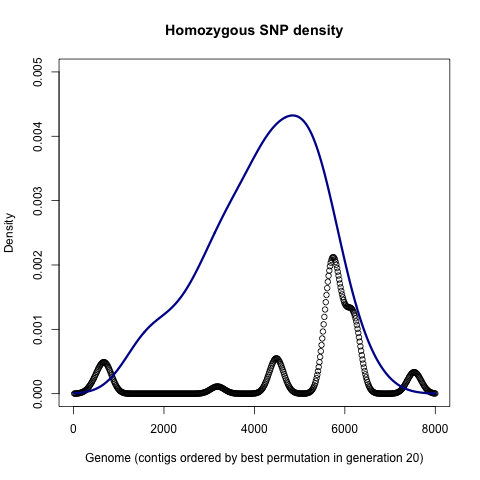 Homozygous SNP density
Density
0.005
0.004
0.003
0.002
0.001
0.000
0 2000 4000 6000 8000
Genome (contigs ordered by best permutation in generation 20)